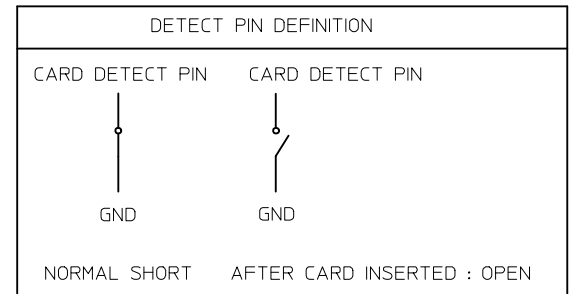 DETECT PIN DEFINITION
CARD DETECT PIN CARD DETECT PIN
GND GND
NORMAL SHORT AFTER CARD INSERTED : OPEN